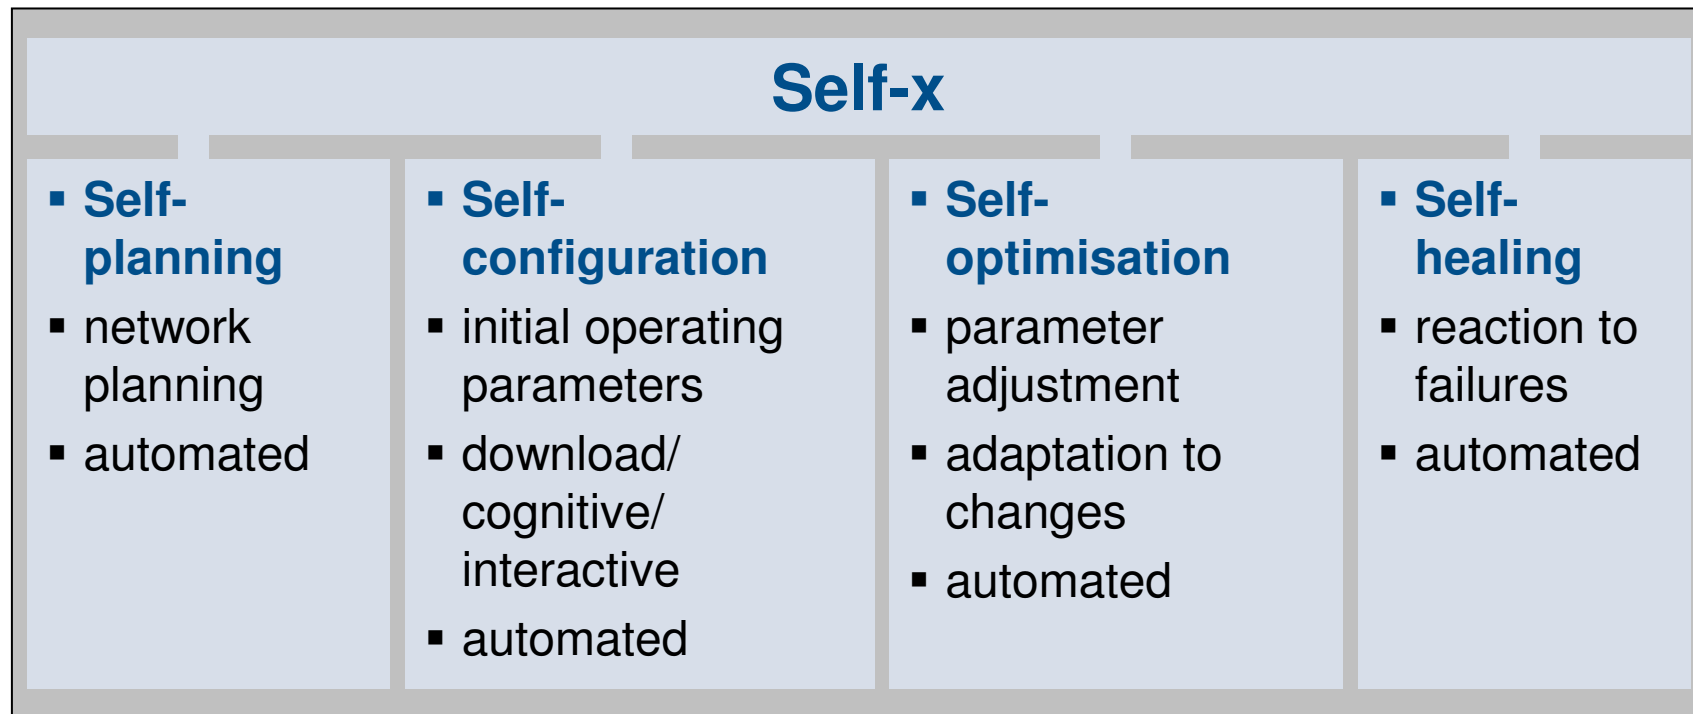 Self-x
▪ Self-
planning
▪ network
planning
▪ automated
▪ Self-
configuration
▪ initial operating
parameters
▪ download/
cognitive/
interactive
▪ automated
▪ Self-
optimisation
▪ parameter
adjustment
▪ adaptation to
changes
▪ automated
▪ Self-
healing
▪ reaction to
failures
▪ automated